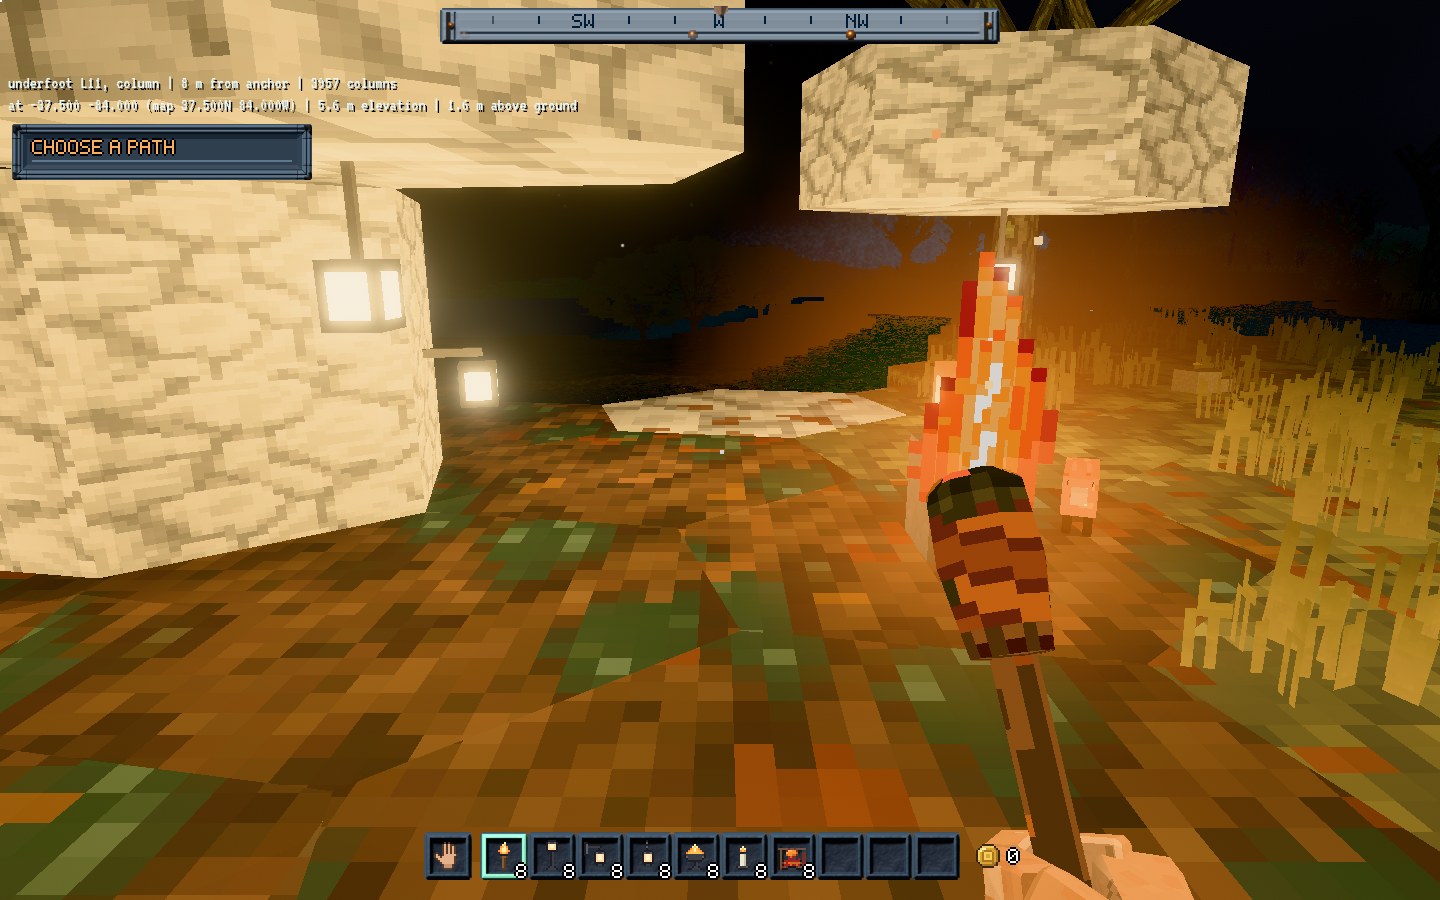 SW W NW
underfoot L11, column | 8 m from anchor | 3957 columns
at -37.500 -84.000 (map 37.500N 84.000W) | 5.6 m elevation | 1.6 m above ground
CHOOSE A PATH
8 8 8 8 8 8 8 0